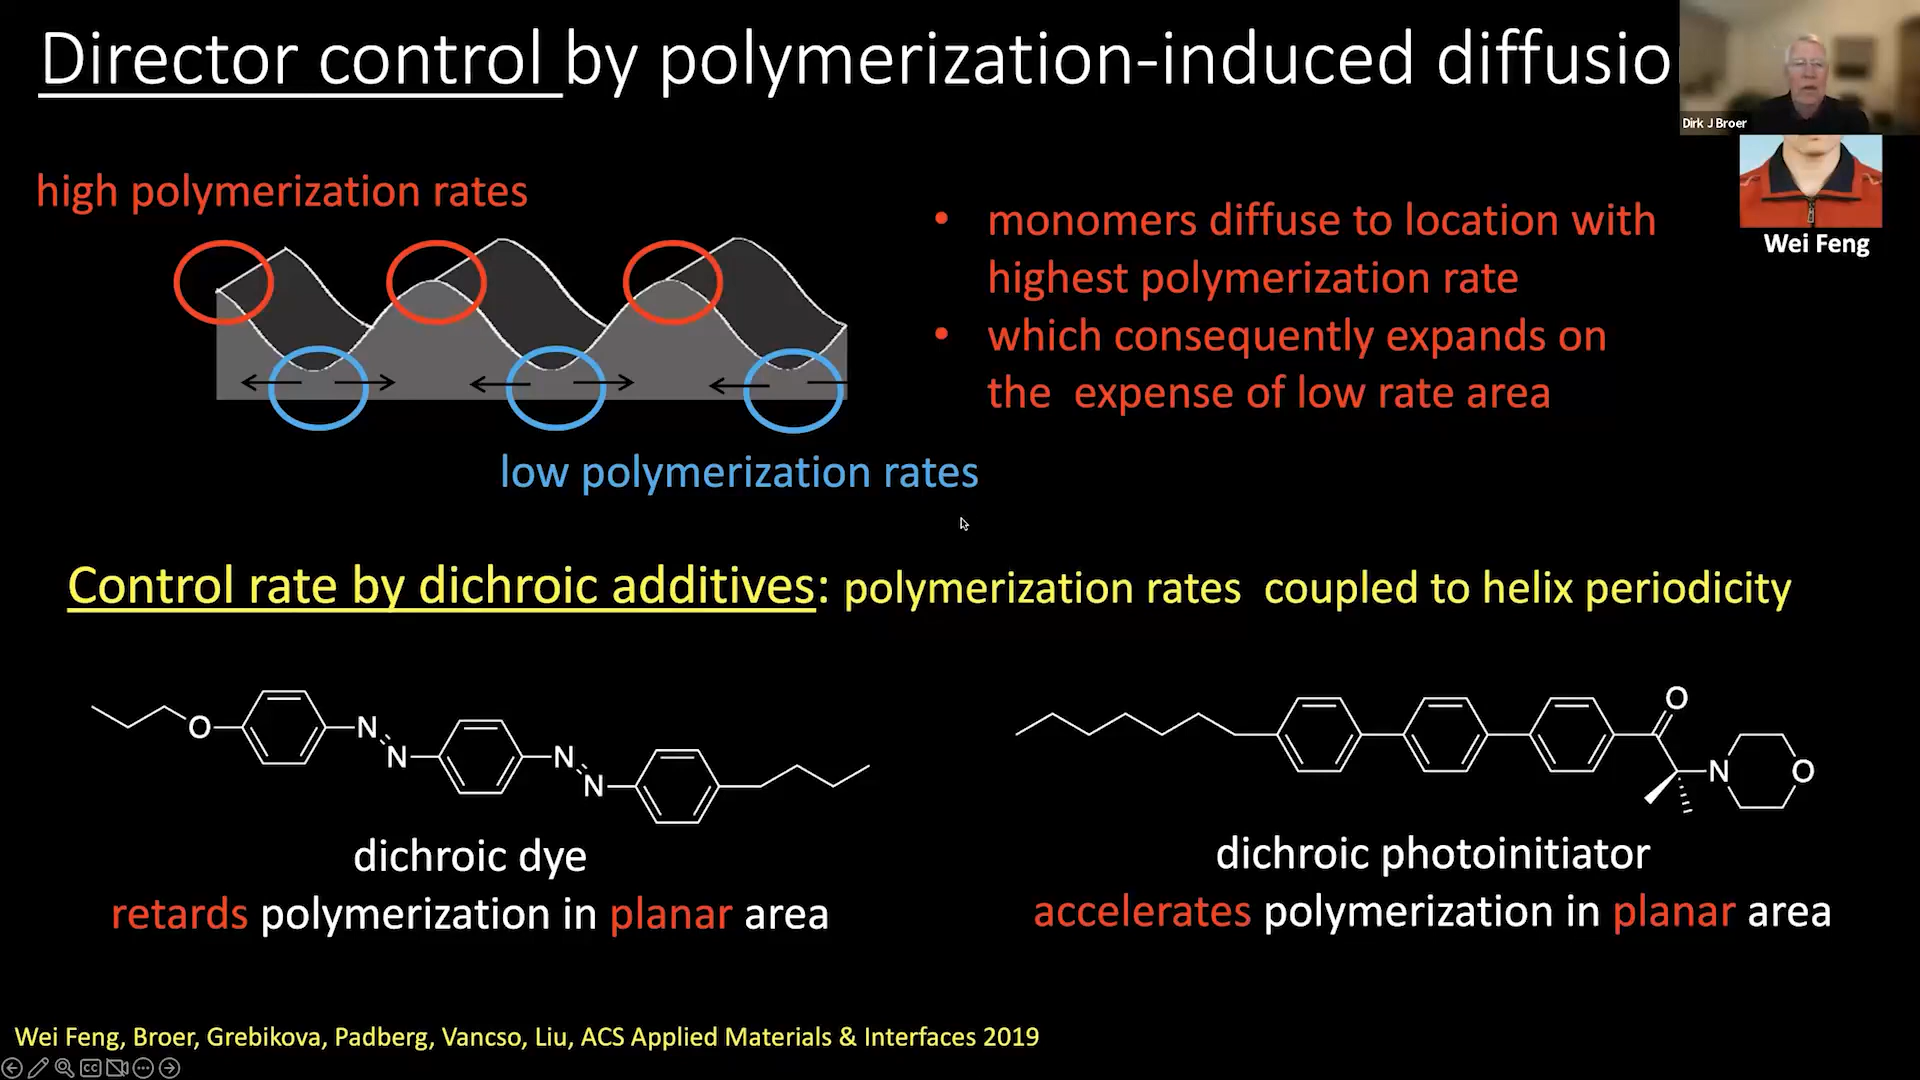 Director control by polymerization-induced diffusio
Dirk J Broer
Wei Feng
high polymerization rates
• monomers diffuse to location with
highest polymerization rate
• which consequently expands on
the expense of low rate area
low polymerization rates
Control rate by dichroic additives: polymerization rates coupled to helix periodicity
O N N N N
O N O
dichroic dye
retards polymerization in planar area
dichroic photoinitiator
accelerates polymerization in planar area
Wei Feng, Broer, Grebikova, Padberg, Vancso, Liu, ACS Applied Materials & Interfaces 2019
CC